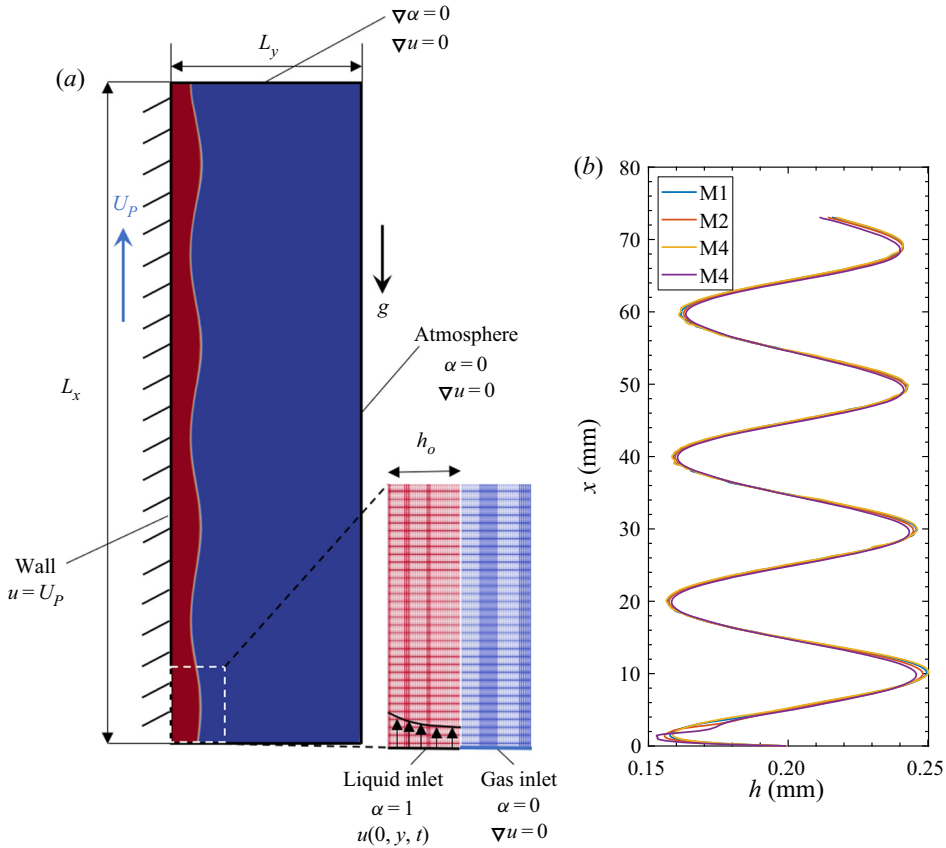 ∇α = 0
∇u = 0
(a)
L_y
U_P
g
L_x
Atmosphere
α = 0
∇u = 0
h_o
Wall
u = U_P
Liquid inlet
α = 1
u(0, y, t)
Gas inlet
α = 0
∇u = 0
(b)
80
70
60
50
40
30
20
10
0
x (mm)
M1
M2
M4
M4
0.15
0.20
0.25
h (mm)